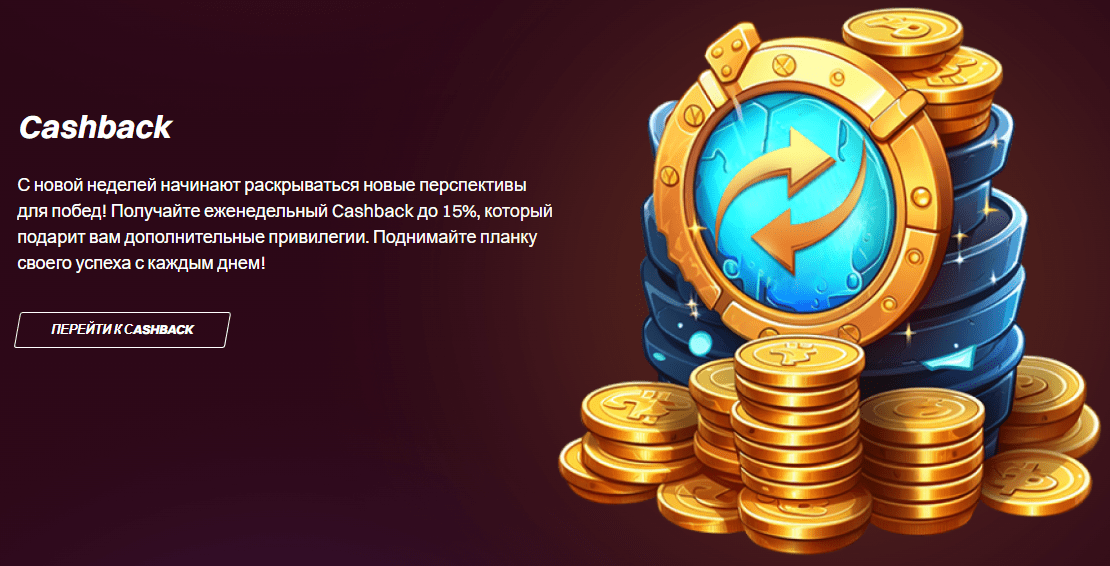 Cashback
С новой неделей начинают раскрываться новые перспективы
для побед! Получайте еженедельный Cashback до 15%, который
подарит вам дополнительные привилегии. Поднимайте планку
своего успеха с каждым днем!
ПЕРЕЙТИ К CASHBACK